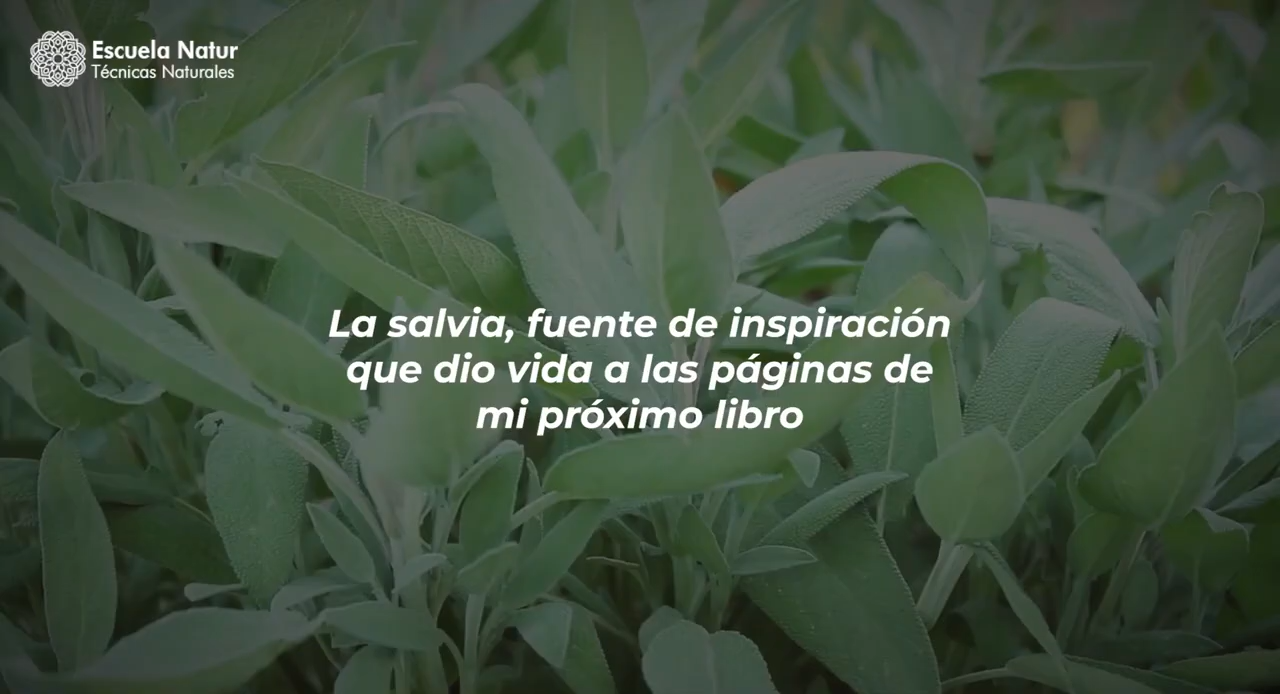 Escuela Natur
Técnicas Naturales
La salvia, fuente de inspiración
que dio vida a las páginas de
mi próximo libro